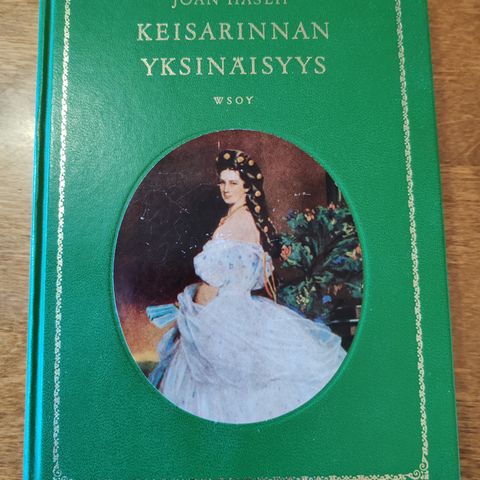 JOAN HASLIP
KEISARINNAN
YKSINÄISYYS
WSOY